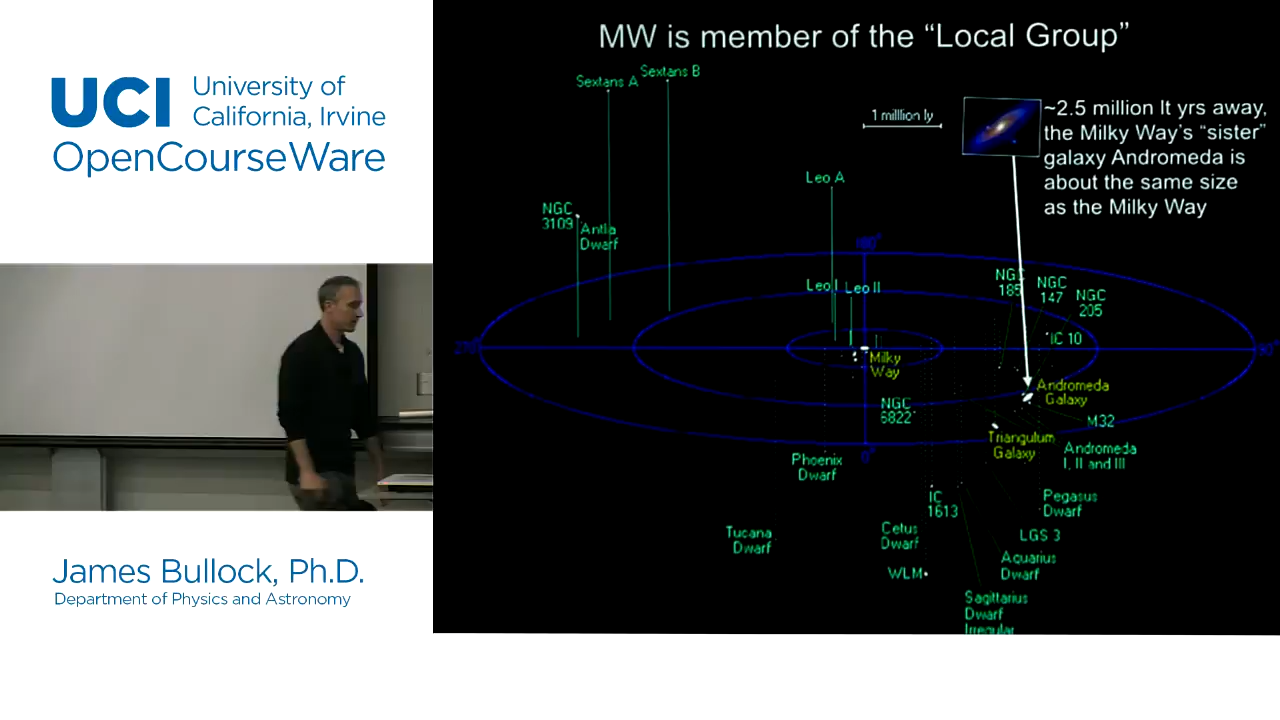 UCI University of
California, Irvine
OpenCourseWare
James Bullock, Ph.D.
Department of Physics and Astronomy
MW is member of the “Local Group”
Sextans A
Sextans B
1 milllion ly
~2.5 million lt yrs away,
the Milky Way’s “sister”
galaxy Andromeda is
about the same size
as the Milky Way
Leo A
NGC
3109
Antlia
Dwarf
180°
Leo I
Leo II
NGC
185
NGC
147
NGC
205
IC 10
Milky
Way
Andromeda
Galaxy
NGC
6822
M32
Triangulum
Galaxy
Andromeda
I, II and III
0°
Phoenix
Dwarf
IC
1613
Pegasus
Dwarf
Tucana
Dwarf
Cetus
Dwarf
LGS 3
WLM
Aquarius
Dwarf
Sagittarius
Dwarf
Irregular